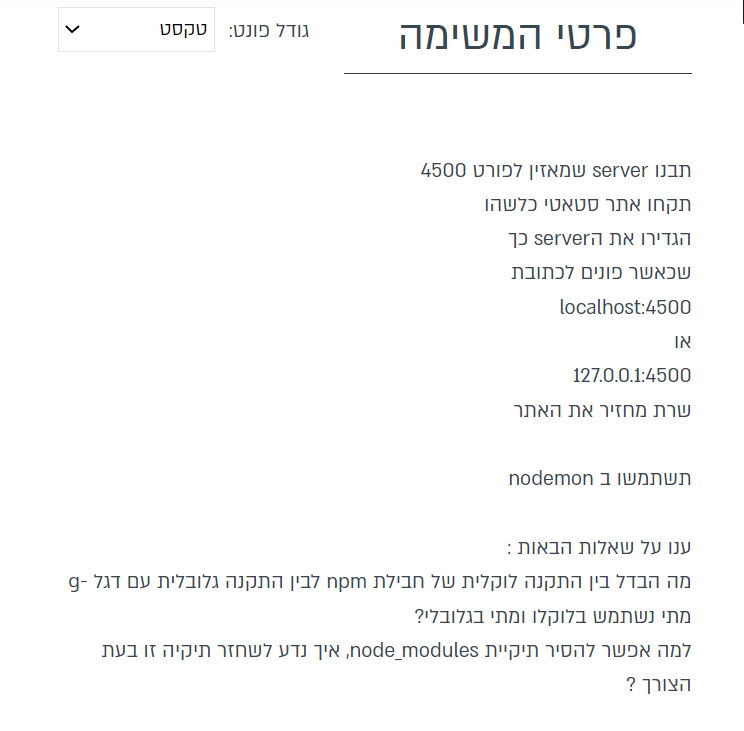 פרטי המשימה
גודל פונט:
טקסט
תבנו server שמאזין לפורט 4500
תקחו אתר סטאטי כלשהו
הגדירו את הserver כך
שכאשר פונים לכתובת
localhost:4500
או
127.0.0.1:4500
שרת מחזיר את האתר
תשתמשו ב nodemon
ענו על שאלות הבאות :
מה הבדל בין התקנה לוקלית של חבילת npm לבין התקנה גלובלית עם דגל -g
מתי נשתמש בלוקלו ומתי בגלובלי?
למה אפשר להסיר תיקיית node_modules, איך נדע לשחזר תיקיה זו בעת
הצורך ?